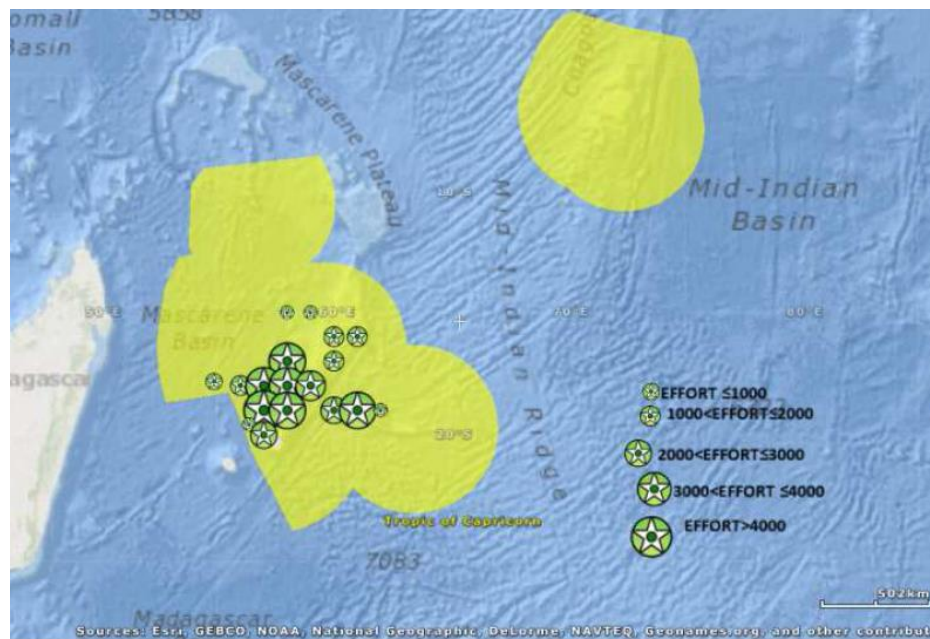 5858
omali
Basin
Mascarene Plateau
10°S
Mid-Indian
Basin
50°E
60°E
70°E
80°E
Mascarene
Basin
agascar
Mid-Indian Ridge
EFFORT ≤1000
1000<EFFORT≤2000
20°S
2000<EFFORT≤3000
3000<EFFORT ≤4000
Tropic of Capricorn
EFFORT>4000
7083
502km
Madagascar
Sources: Esri, GEBCO, NOAA, National Geographic, DeLorme, NAVTEQ, Geonames.org, and other contribut